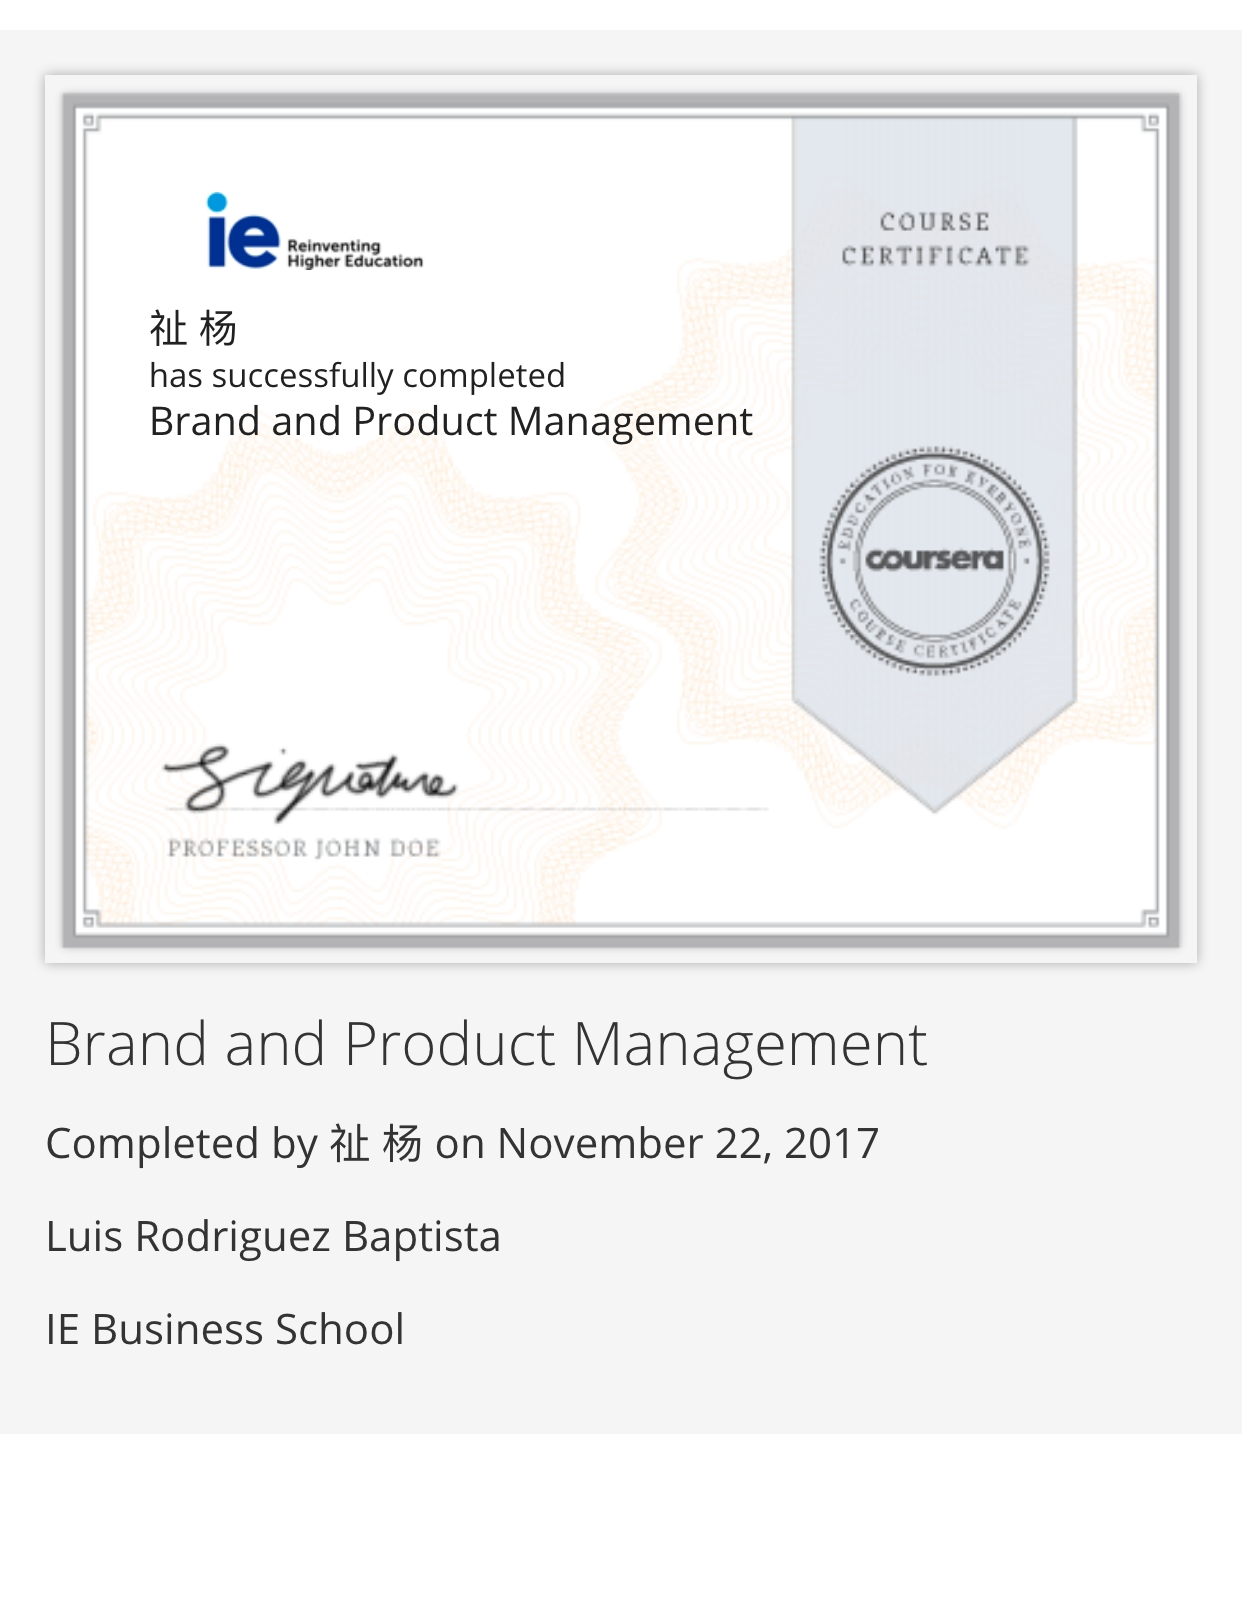 ie
Reinventing
Higher Education
祉 杨
has successfully completed
Brand and Product Management
COURSE
CERTIFICATE
EDUCATION FOR EVERYONE
coursera
COURSE CERTIFICATE
Signature
PROFESSOR JOHN DOE
Brand and Product Management
Completed by 祉 杨 on November 22, 2017
Luis Rodriguez Baptista
IE Business School